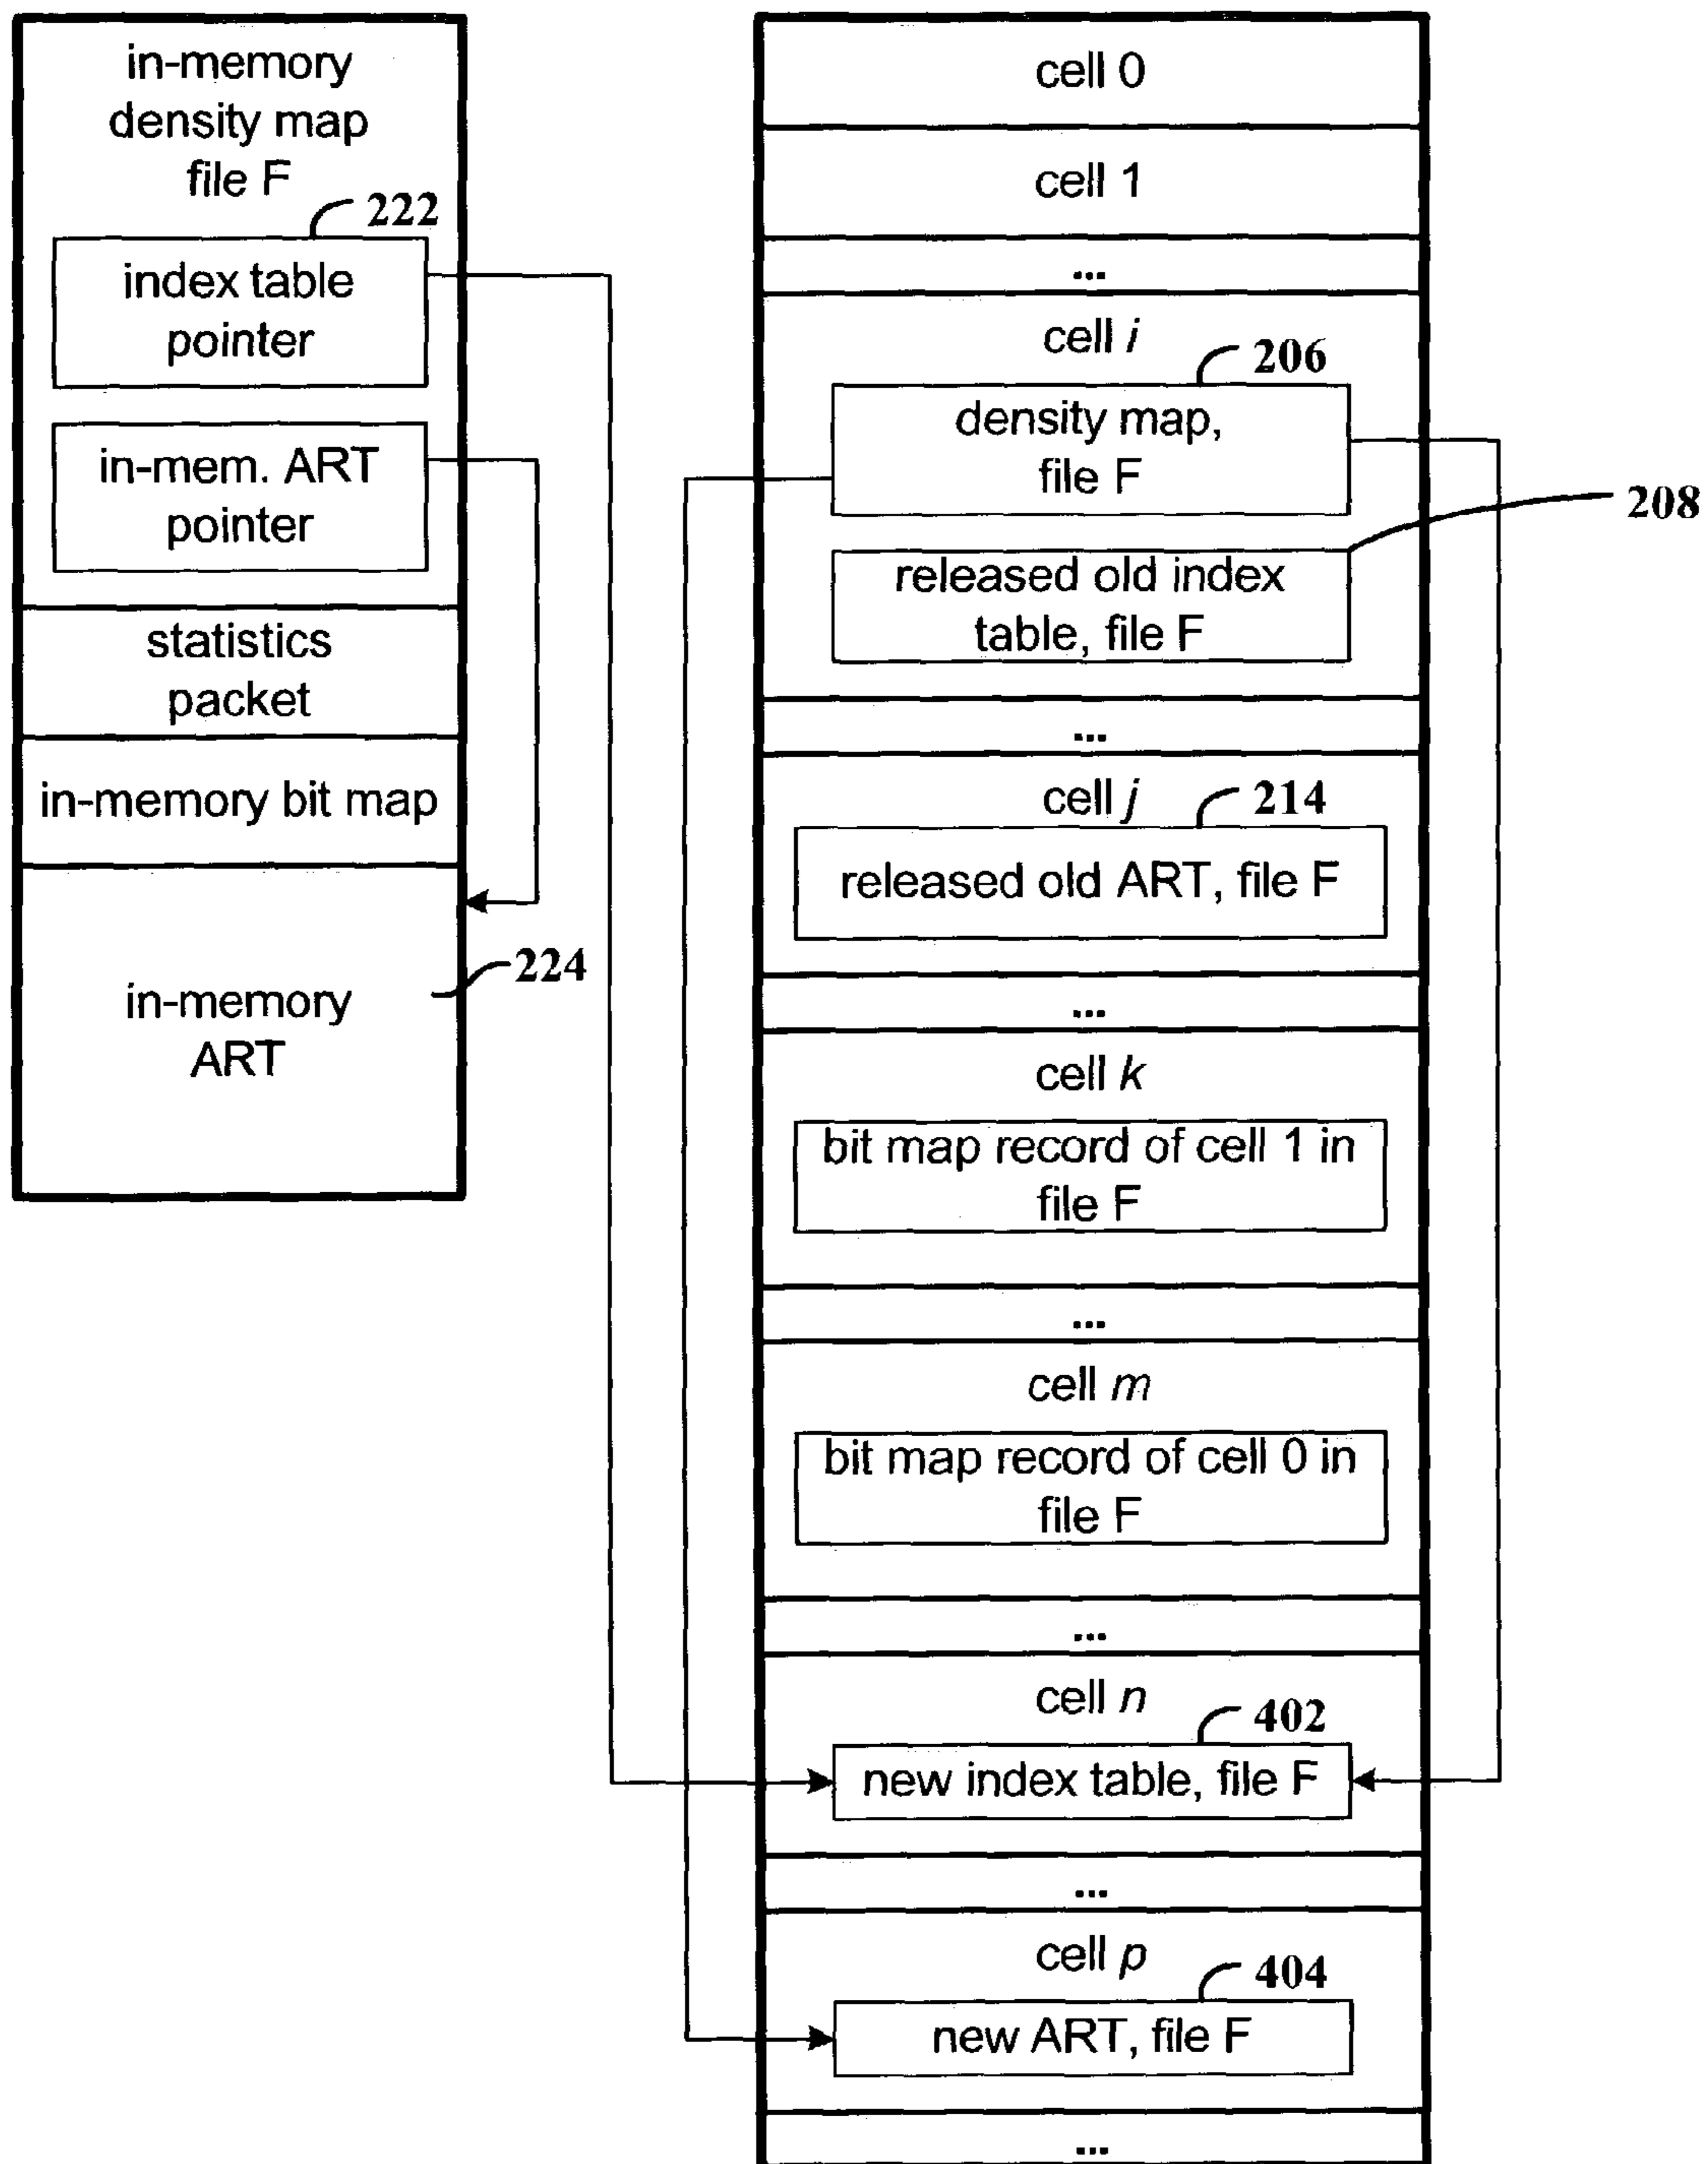 in-memory
density map
file F
222
index table
pointer
in-mem. ART
pointer
statistics
packet
in-memory bit map
224
in-memory
ART
cell 0
cell 1
...
cell i
206
density map,
file F
208
released old index
table, file F
...
cell j
214
released old ART, file F
...
cell k
bit map record of cell 1 in
file F
...
cell m
bit map record of cell 0 in
file F
...
cell n
402
new index table, file F
...
cell p
404
new ART, file F
...